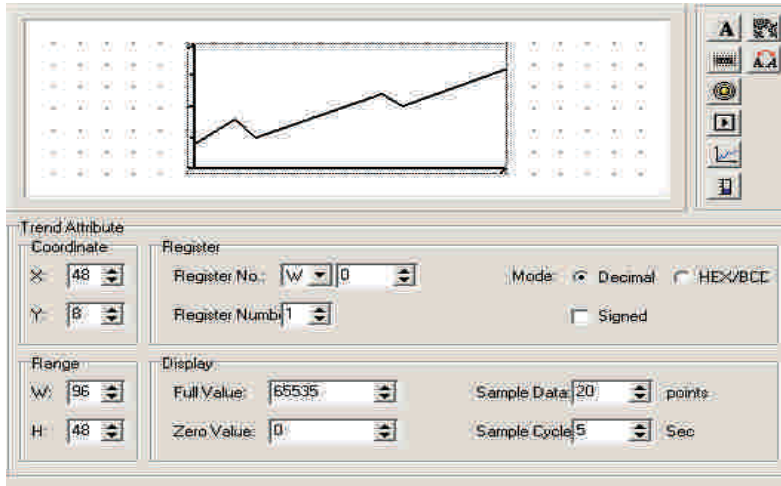 A
A A
Trend Attribute
Coordinate
X: 48
Y: 8
Register
Register No.: W 0
Register Numbe 1
Mode: Decimal HEX/BCD
Signed
Range
W: 96
H: 48
Display
Full Value: 65535
Zero Value: 0
Sample Data: 20 points
Sample Cycle 5 Sec